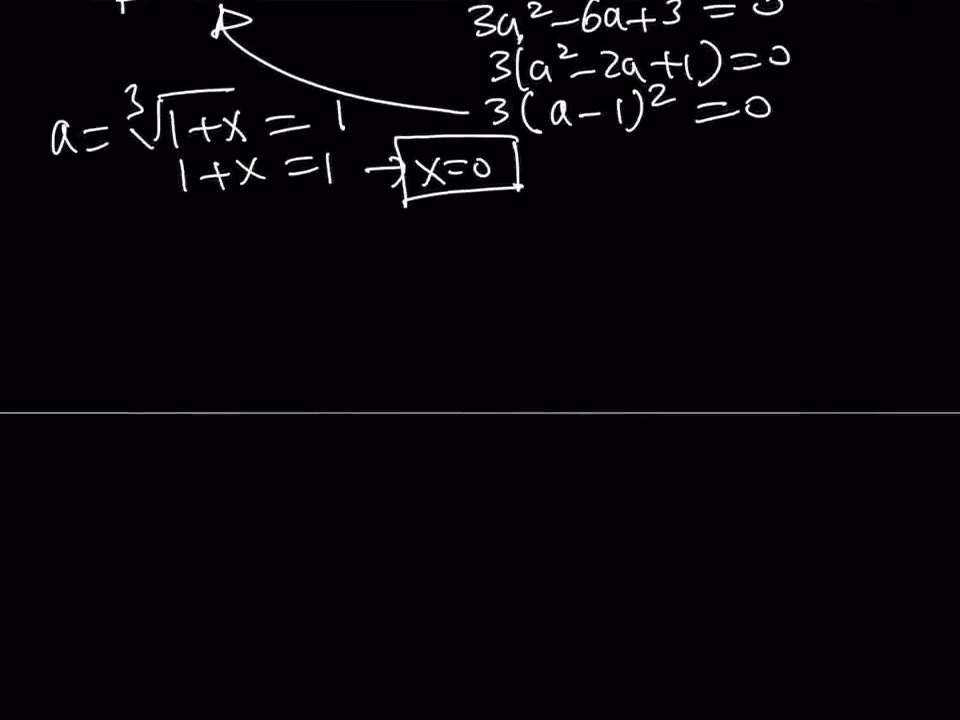 3a²-6a+3=0
3(a²-2a+1)=0
3(a-1)²=0
a=∛(1+x)=1
1+x=1→x=0